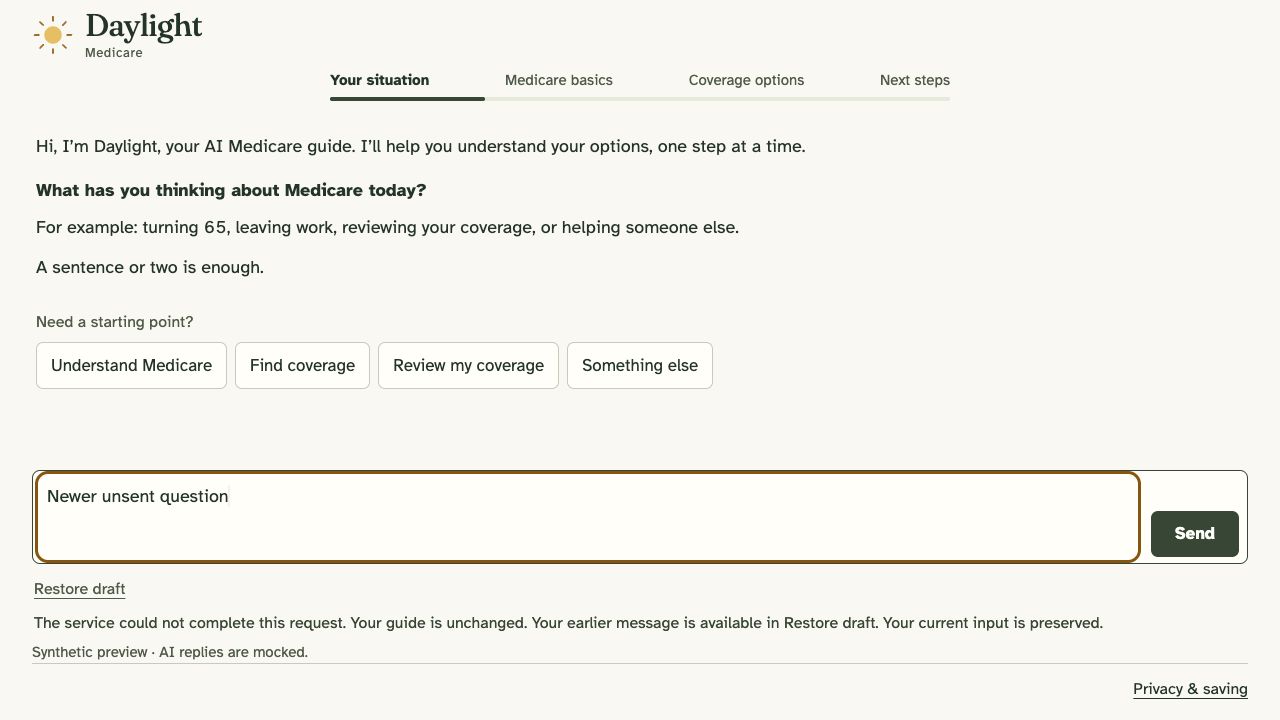 Daylight
Medicare
Your situation
Medicare basics
Coverage options
Next steps
Hi, I’m Daylight, your AI Medicare guide. I’ll help you understand your options, one step at a time.
What has you thinking about Medicare today?
For example: turning 65, leaving work, reviewing your coverage, or helping someone else.
A sentence or two is enough.
Need a starting point?
Understand Medicare
Find coverage
Review my coverage
Something else
Newer unsent question
Send
Restore draft
The service could not complete this request. Your guide is unchanged. Your earlier message is available in Restore draft. Your current input is preserved.
Synthetic preview · AI replies are mocked.
Privacy & saving